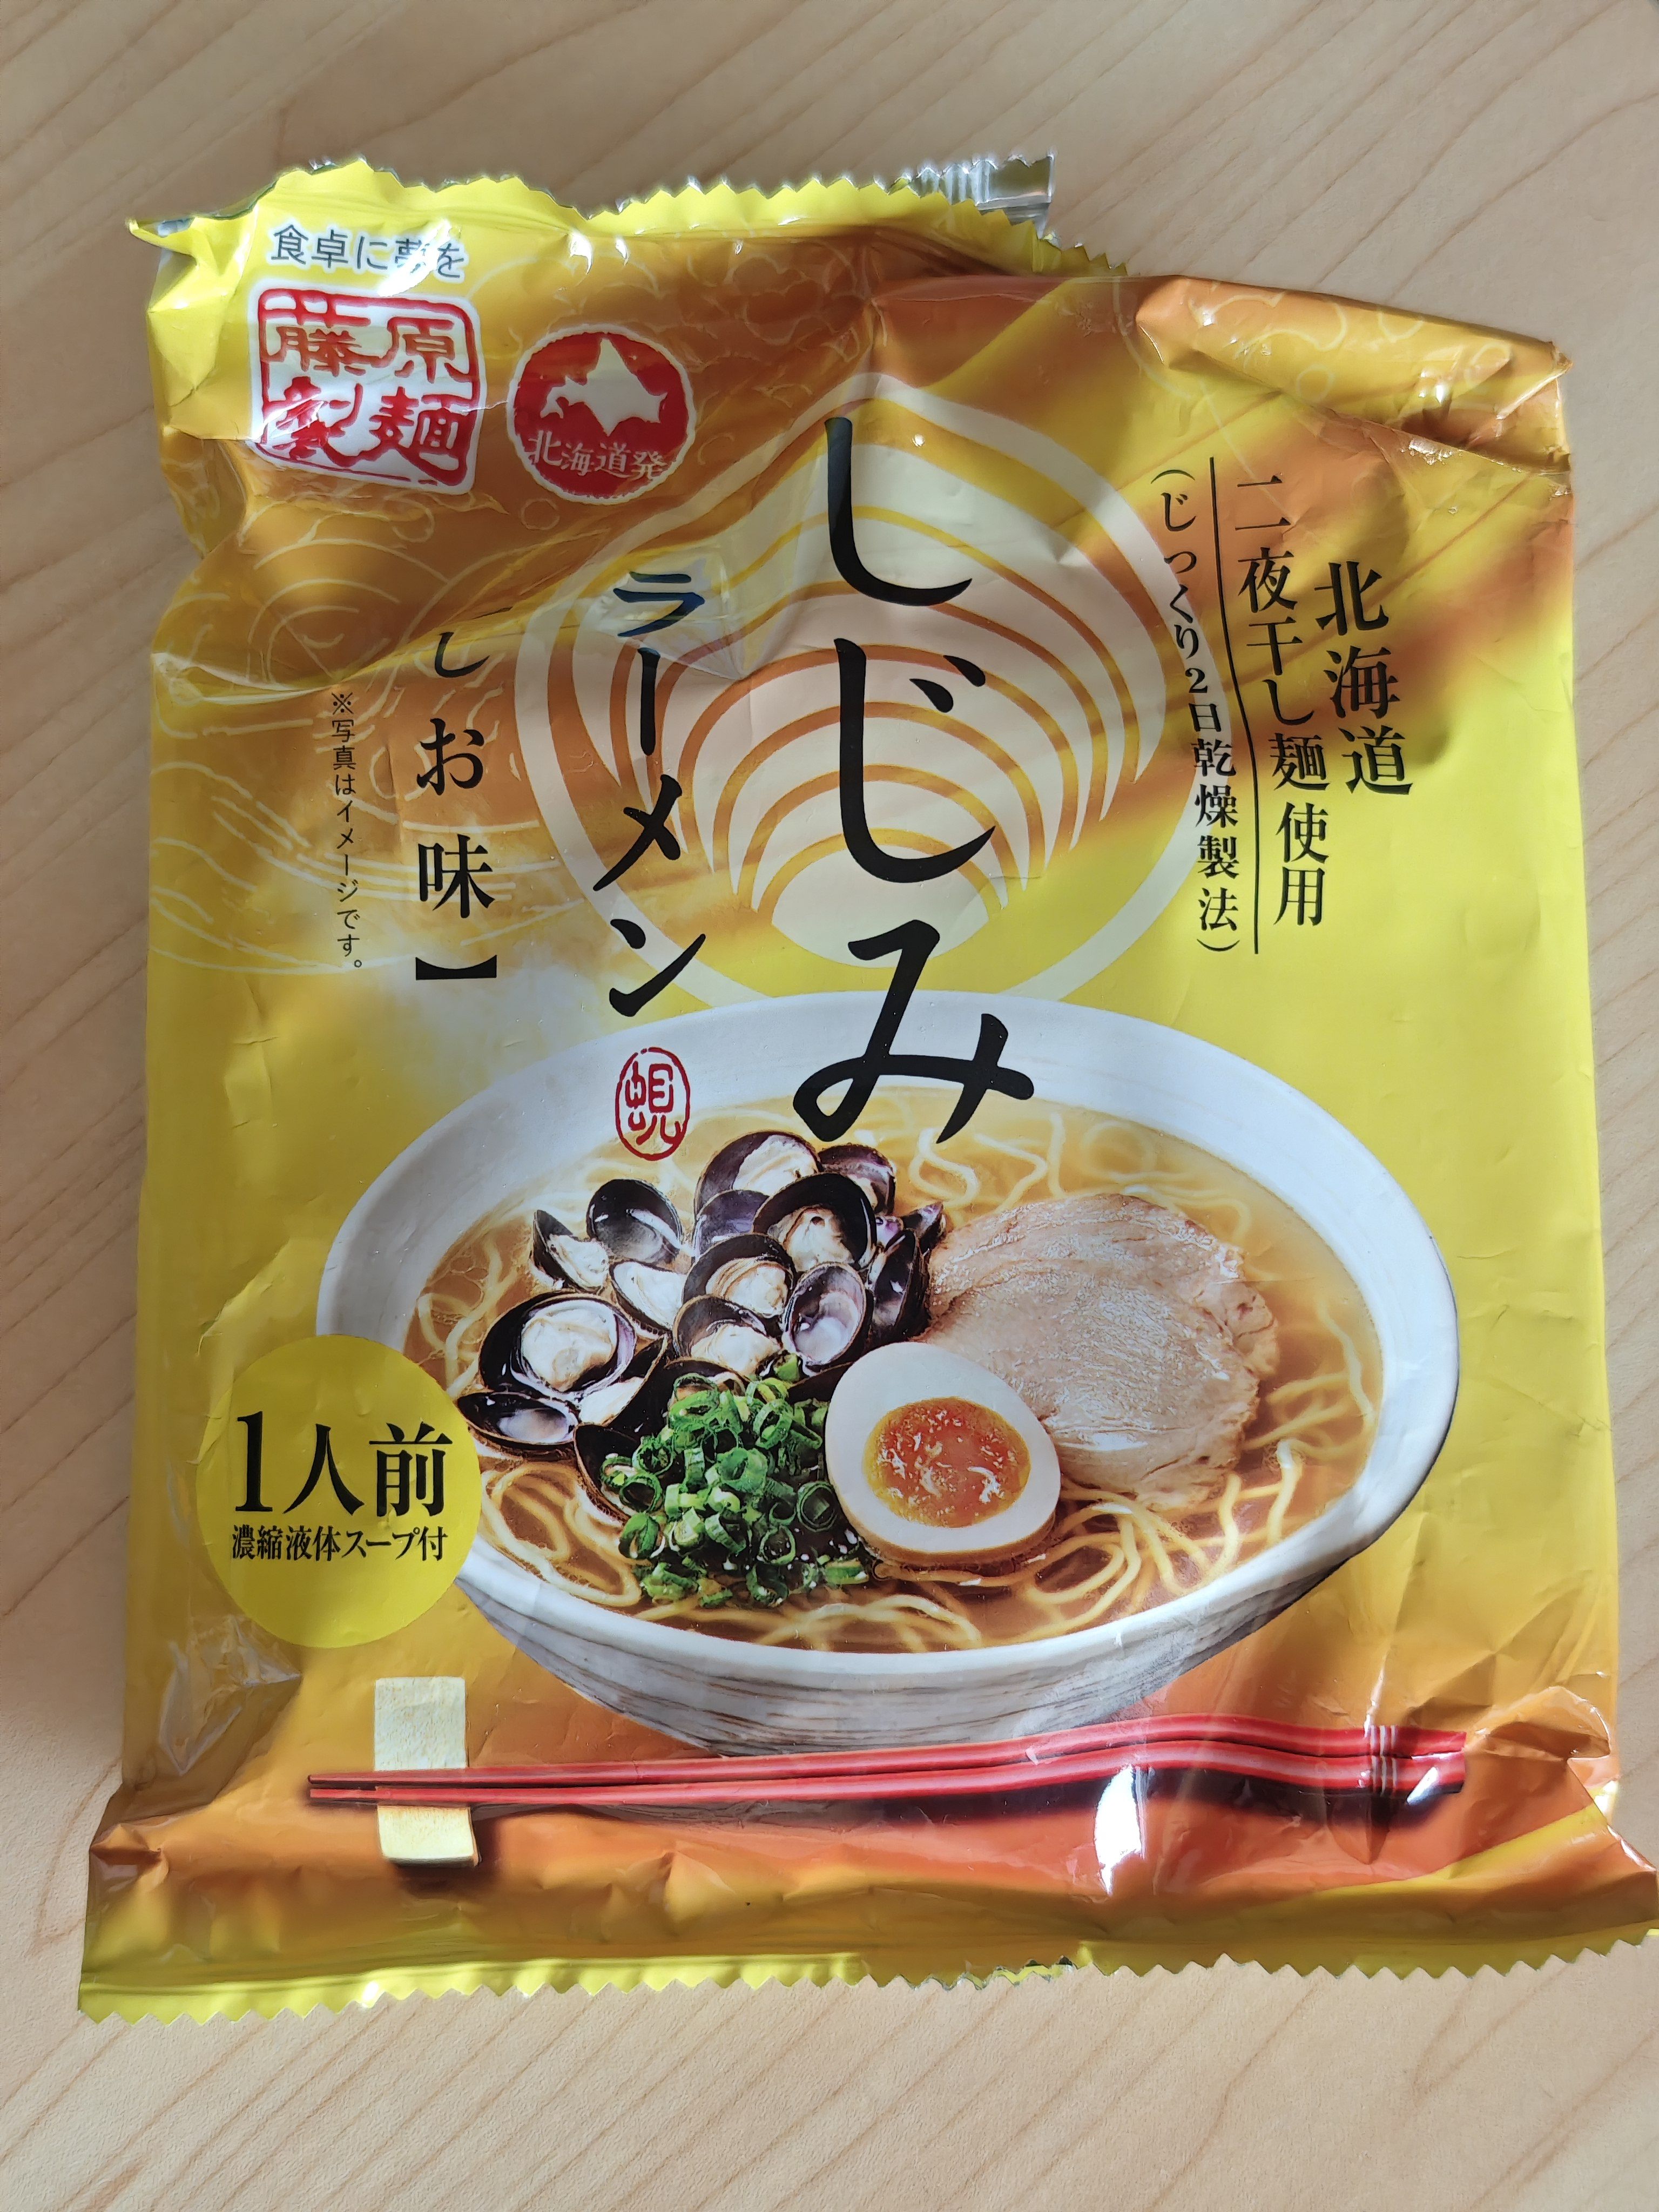 食卓に夢を
藤原
製麺
北海道発
北海道
二夜干し麺使用
(じっくり2日乾燥製法)
しじみ
ラーメン
蜆
しお味】
※写真はイメージです。
1人前
濃縮液体スープ付